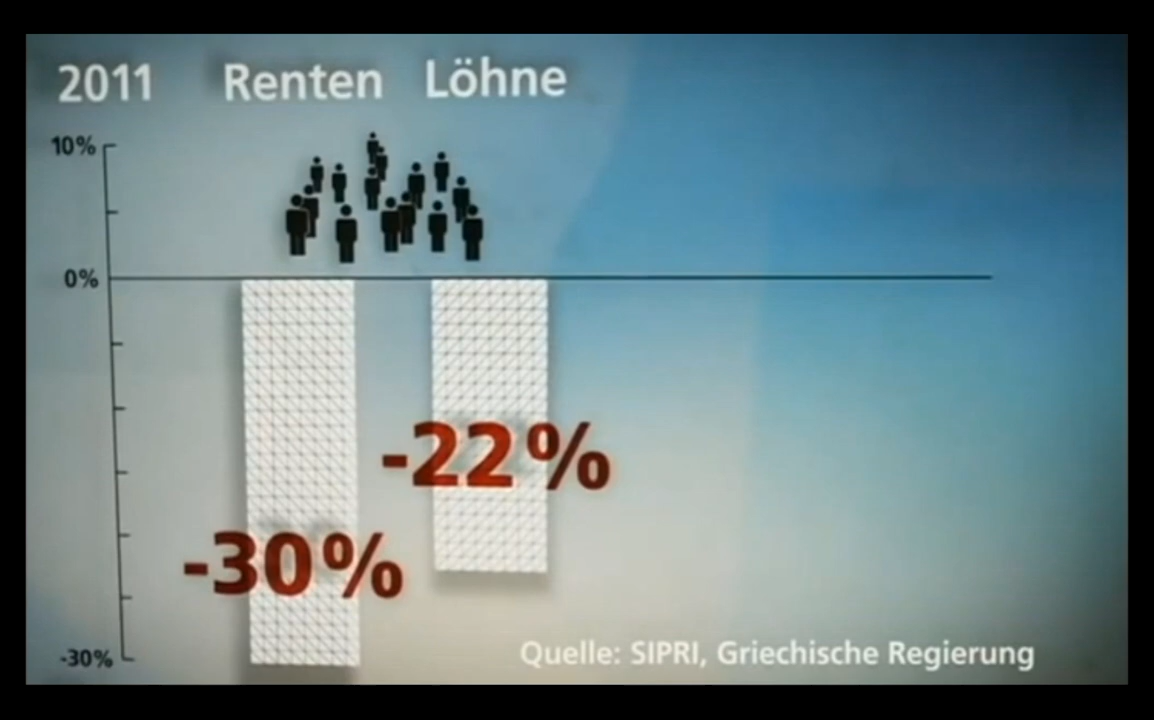 2011 Renten Löhne
10%
0%
-22%
-30%
-30%
Quelle: SIPRI, Griechische Regierung